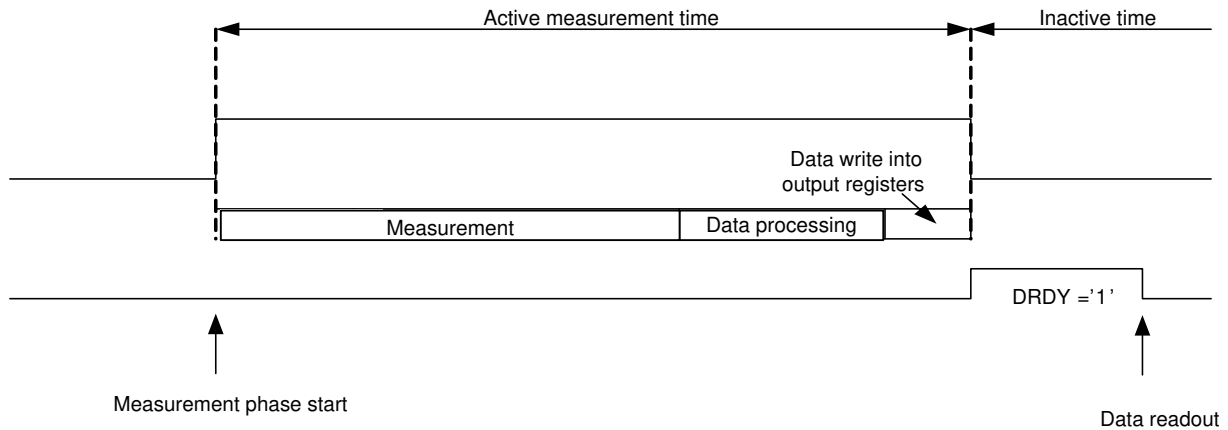 Active measurement time
Inactive time
Data write into
output registers
Measurement
Data processing
DRDY ='1'
Measurement phase start
Data readout